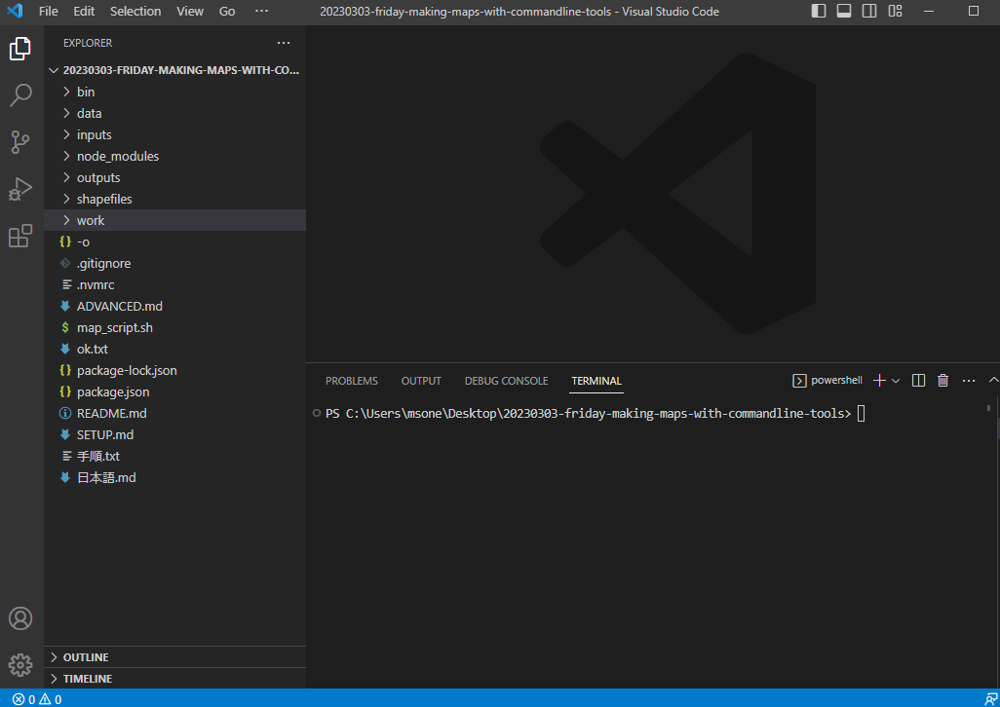 File Edit Selection View Go ··· 20230303-friday-making-maps-with-commandline-tools - Visual Studio Code
EXPLORER ···
20230303-FRIDAY-MAKING-MAPS-WITH-CO...
bin
data
inputs
node_modules
outputs
shapefiles
work
{} -o
.gitignore
.nvmrc
ADVANCED.md
$ map_script.sh
ok.txt
{} package-lock.json
{} package.json
README.md
SETUP.md
手順.txt
日本語.md
OUTLINE
TIMELINE
PROBLEMS OUTPUT DEBUG CONSOLE TERMINAL powershell ···
PS C:\Users\msone\Desktop\20230303-friday-making-maps-with-commandline-tools>
0 0